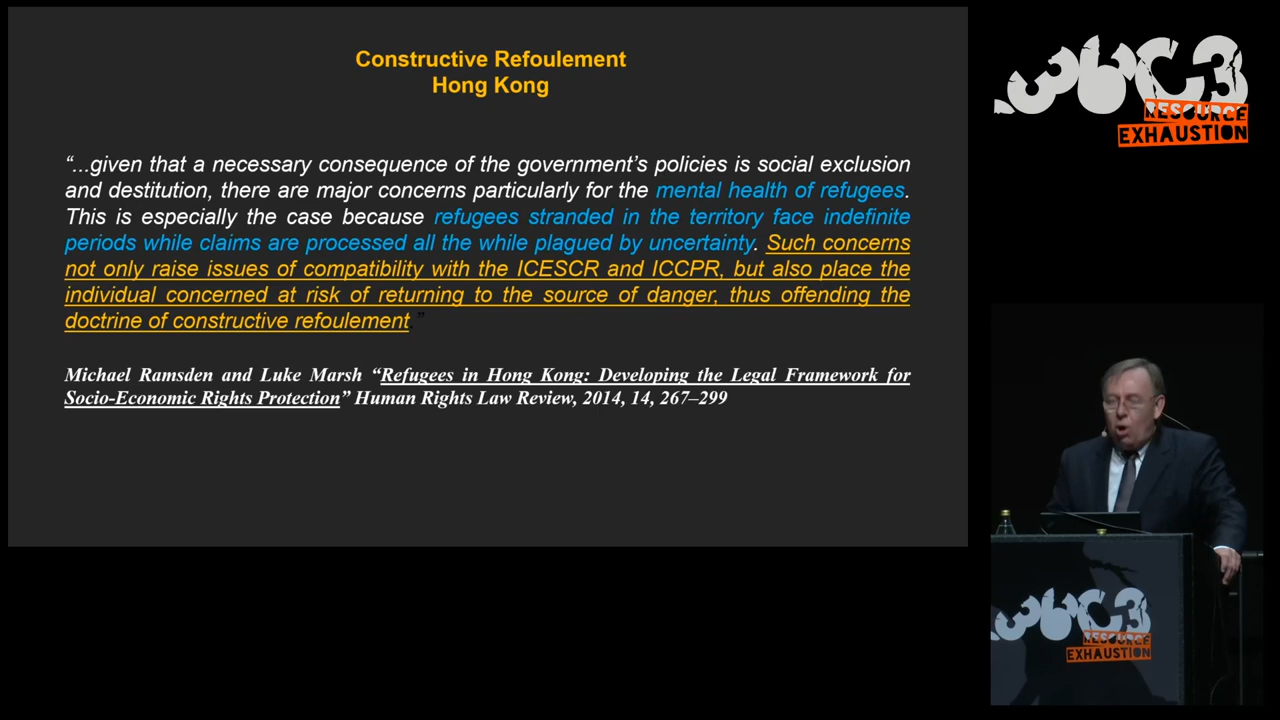 Constructive Refoulement
Hong Kong
“...given that a necessary consequence of the government’s policies is social exclusion
and destitution, there are major concerns particularly for the mental health of refugees.
This is especially the case because refugees stranded in the territory face indefinite
periods while claims are processed all the while plagued by uncertainty. Such concerns
not only raise issues of compatibility with the ICESCR and ICCPR, but also place the
individual concerned at risk of returning to the source of danger, thus offending the
doctrine of constructive refoulement.”
Michael Ramsden and Luke Marsh “Refugees in Hong Kong: Developing the Legal Framework for
Socio-Economic Rights Protection” Human Rights Law Review, 2014, 14, 267–299
36C3
RESOURCE
EXHAUSTION
36C3
RESOURCE
EXHAUSTION